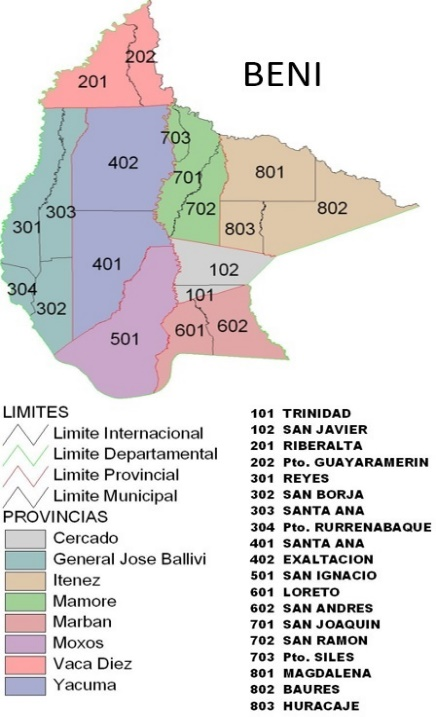 BENI
202
201
703
402
801
701
702
802
303
301
803
401
102
304
101
302
501
601
602
LIMITES
Limite Internacional
Limite Departamental
Limite Provincial
Limite Municipal
PROVINCIAS
Cercado
General Jose Ballivi
Itenez
Mamore
Marban
Moxos
Vaca Diez
Yacuma
101 TRINIDAD
102 SAN JAVIER
201 RIBERALTA
202 Pto. GUAYARAMERIN
301 REYES
302 SAN BORJA
303 SANTA ANA
304 Pto. RURRENABAQUE
401 SANTA ANA
402 EXALTACION
501 SAN IGNACIO
601 LORETO
602 SAN ANDRES
701 SAN JOAQUIN
702 SAN RAMON
703 Pto. SILES
801 MAGDALENA
802 BAURES
803 HURACAJE